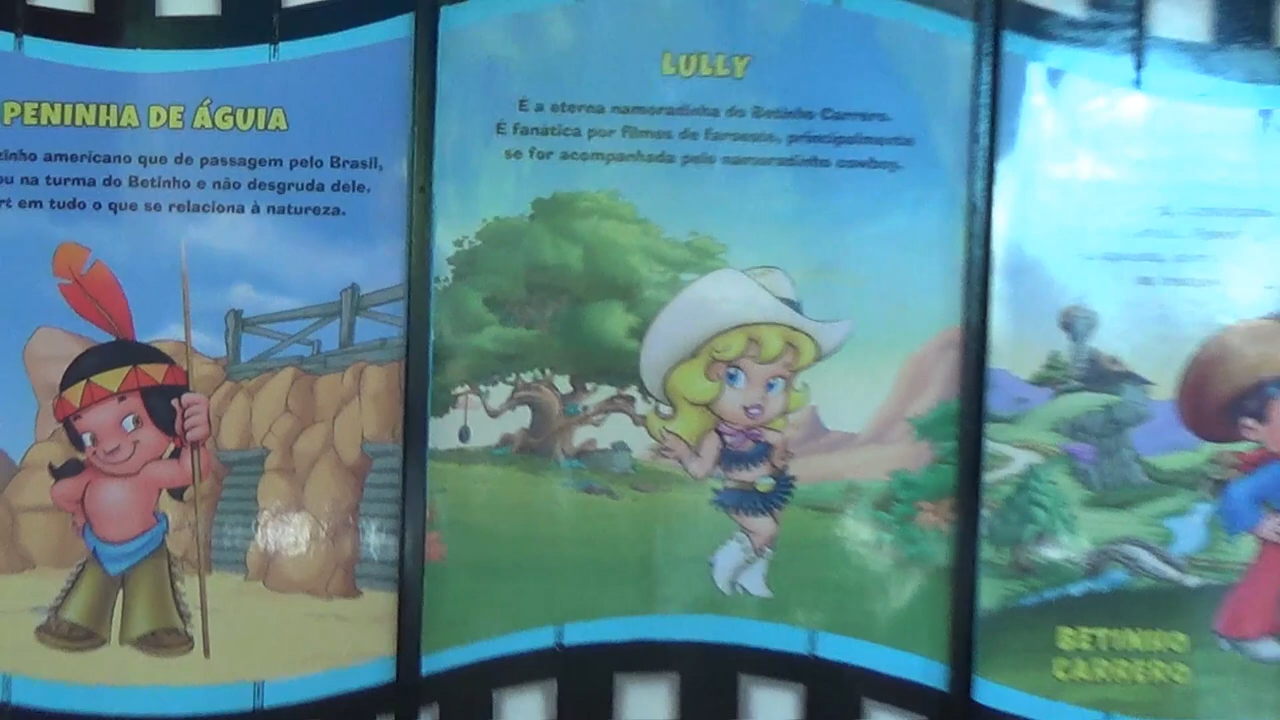 PENINHA DE ÁGUIA
zinho americano que de passagem pelo Brasil,
ou na turma do Betinho e não desgruda dele.
rt em tudo o que se relaciona à natureza.
LULLY
É a eterna namoradinha do Betinho Carrero.
É fanática por filmes de faroeste, principalmente
se for acompanhada pelo namoradinho cowboy.
BETINHO
CARRERO